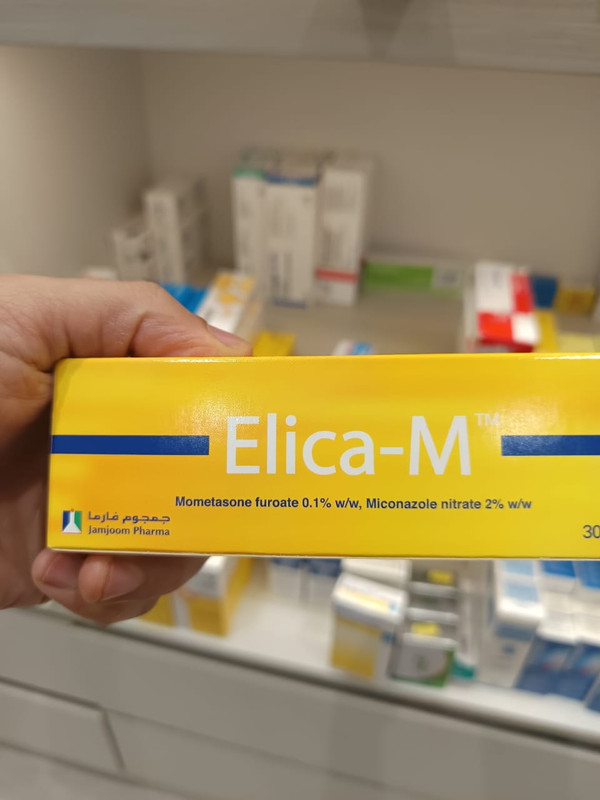 Elica-M™
Mometasone furoate 0.1% w/w, Miconazole nitrate 2% w/w
جمجوم فارما
Jamjoom Pharma
30